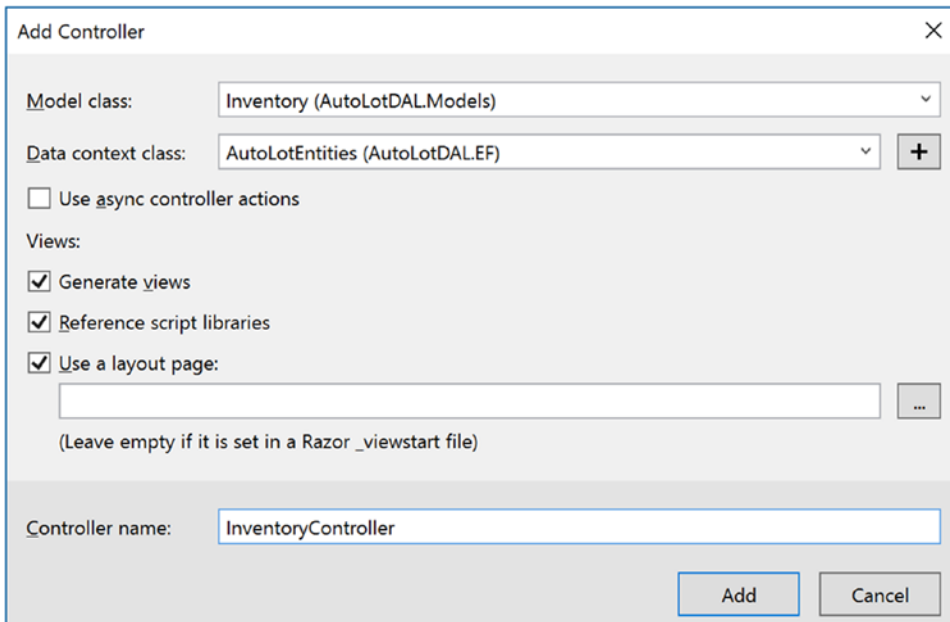 Add Controller
Model class: Inventory (AutoLotDAL.Models)
Data context class: AutoLotEntities (AutoLotDAL.EF) +
Use async controller actions
Views:
Generate views
Reference script libraries
Use a layout page:
...
(Leave empty if it is set in a Razor _viewstart file)
Controller name: InventoryController
Add Cancel